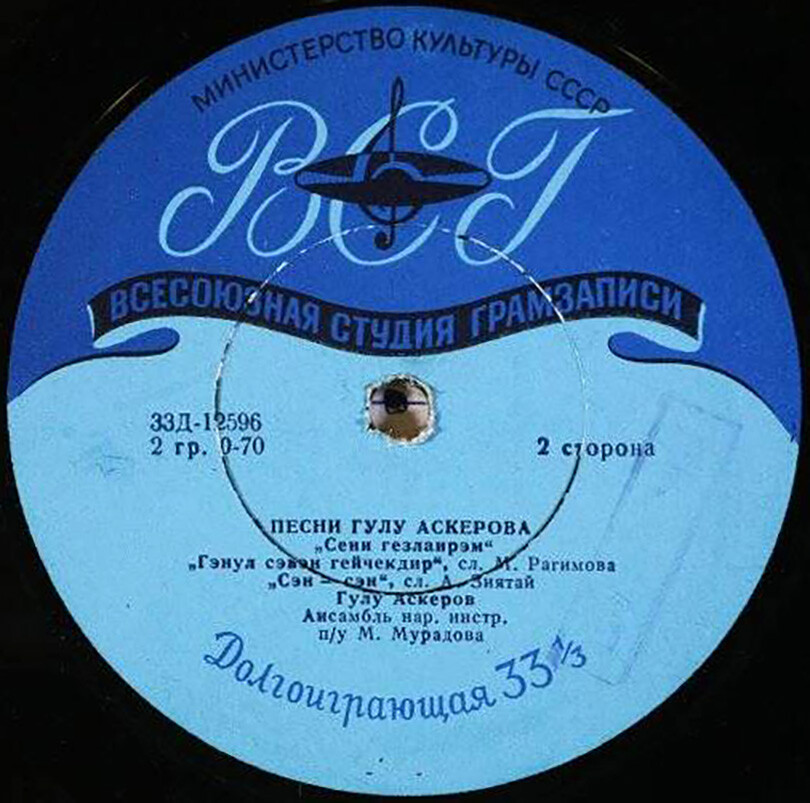 МИНИСТЕРСТВО КУЛЬТУРЫ СССР
ВСГ
ВСЕСОЮЗНАЯ СТУДИЯ ГРАМЗАПИСИ
33Д-12596
2 гр. 0-70
2 сторона
ПЕСНИ ГУЛУ АСКЕРОВА
„Сени гезлаирэм“
„Гэнул сэвэн гейчекдир“, сл. М. Рагимова
„Сэн – сэн“, сл. А. Зиятай
Гулу Аскеров
Ансамбль нар. инстр.
п/у М. Мурадова
Долгоиграющая 33 1/3